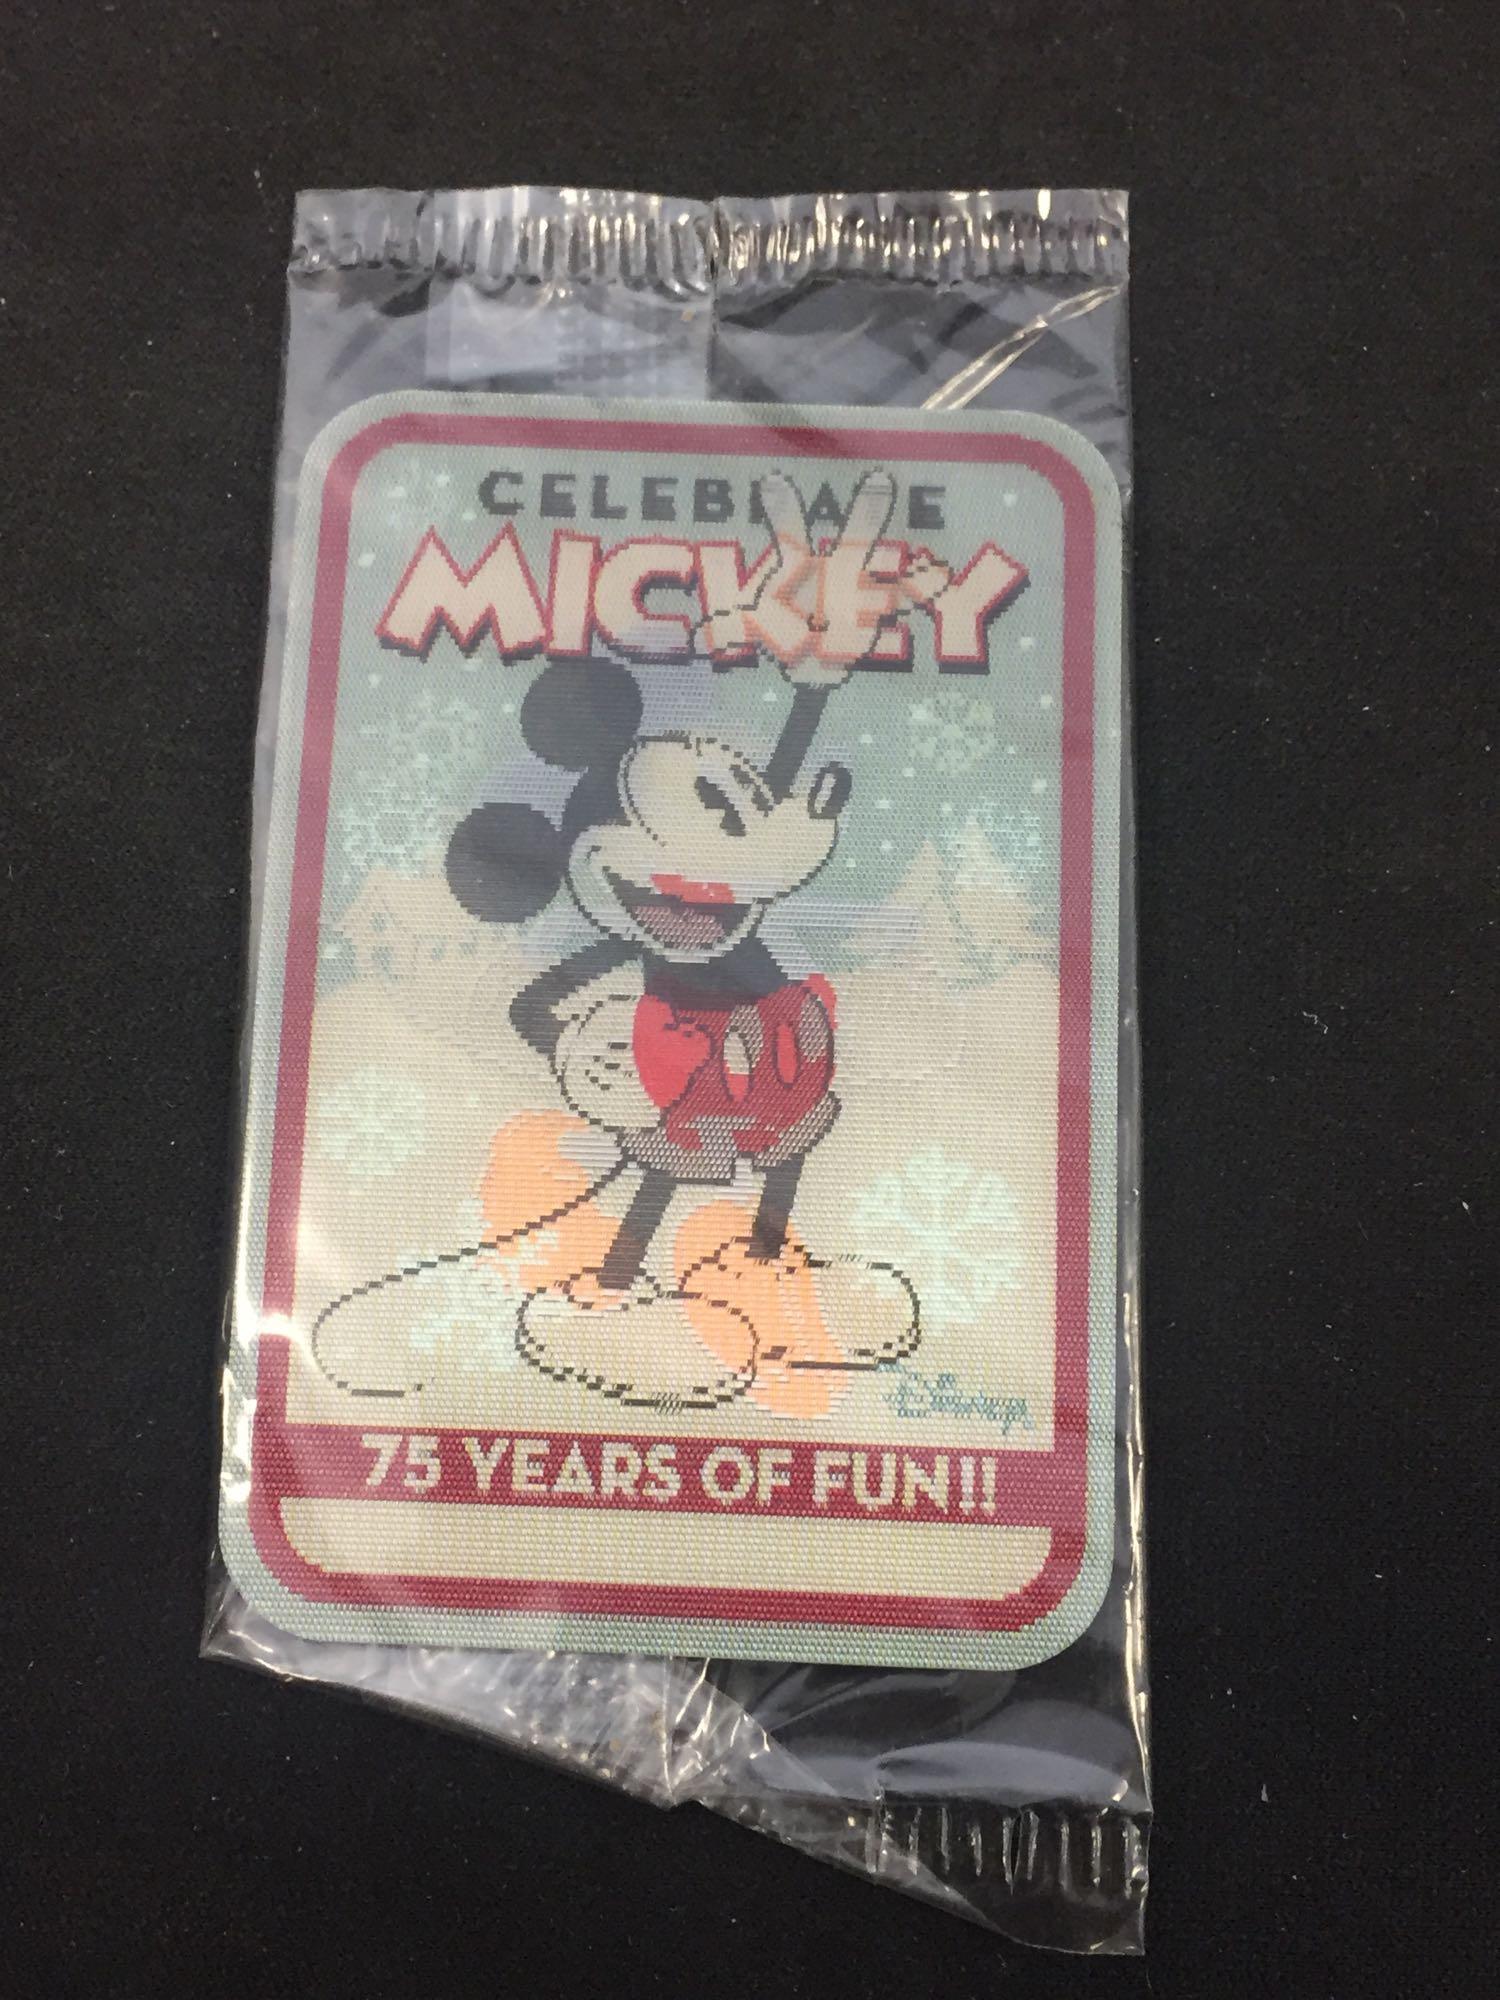 CELEBRATE
MICKEY
Disney
75 YEARS OF FUN!!